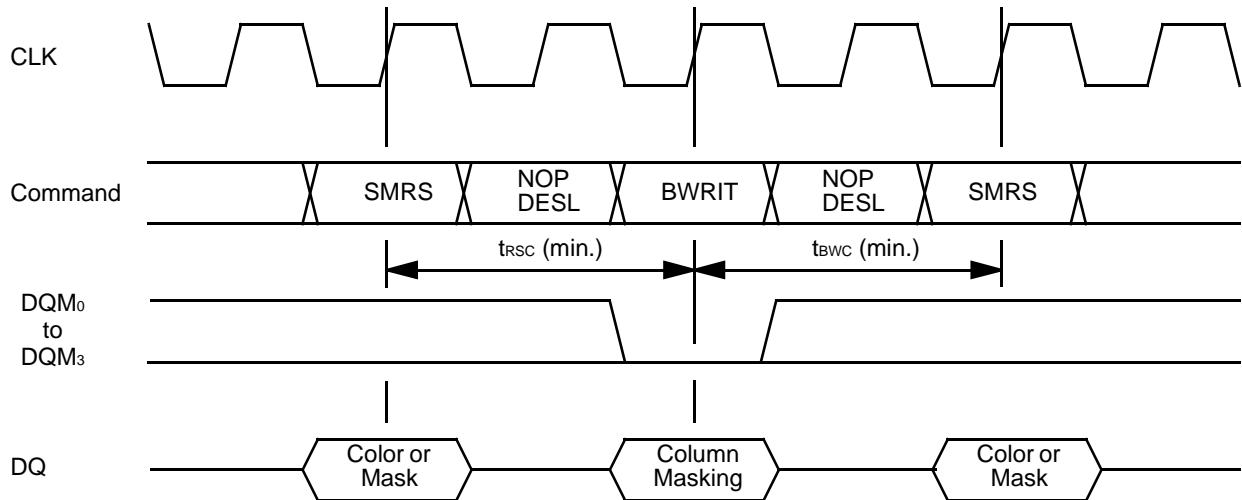 CLK
Command
SMRS
NOP
DESL
BWRIT
NOP
DESL
SMRS
tRSC (min.)
tBWC (min.)
DQM0
to
DQM3
DQ
Color or
Mask
Column
Masking
Color or
Mask